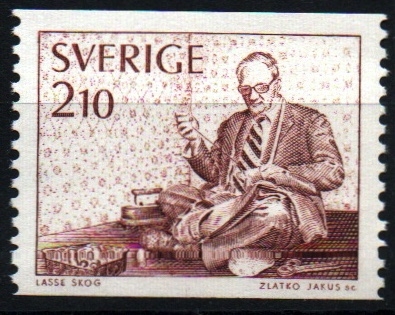 SVERIGE
210
LASSE SKOG
ZLATKO JAKUS sc.